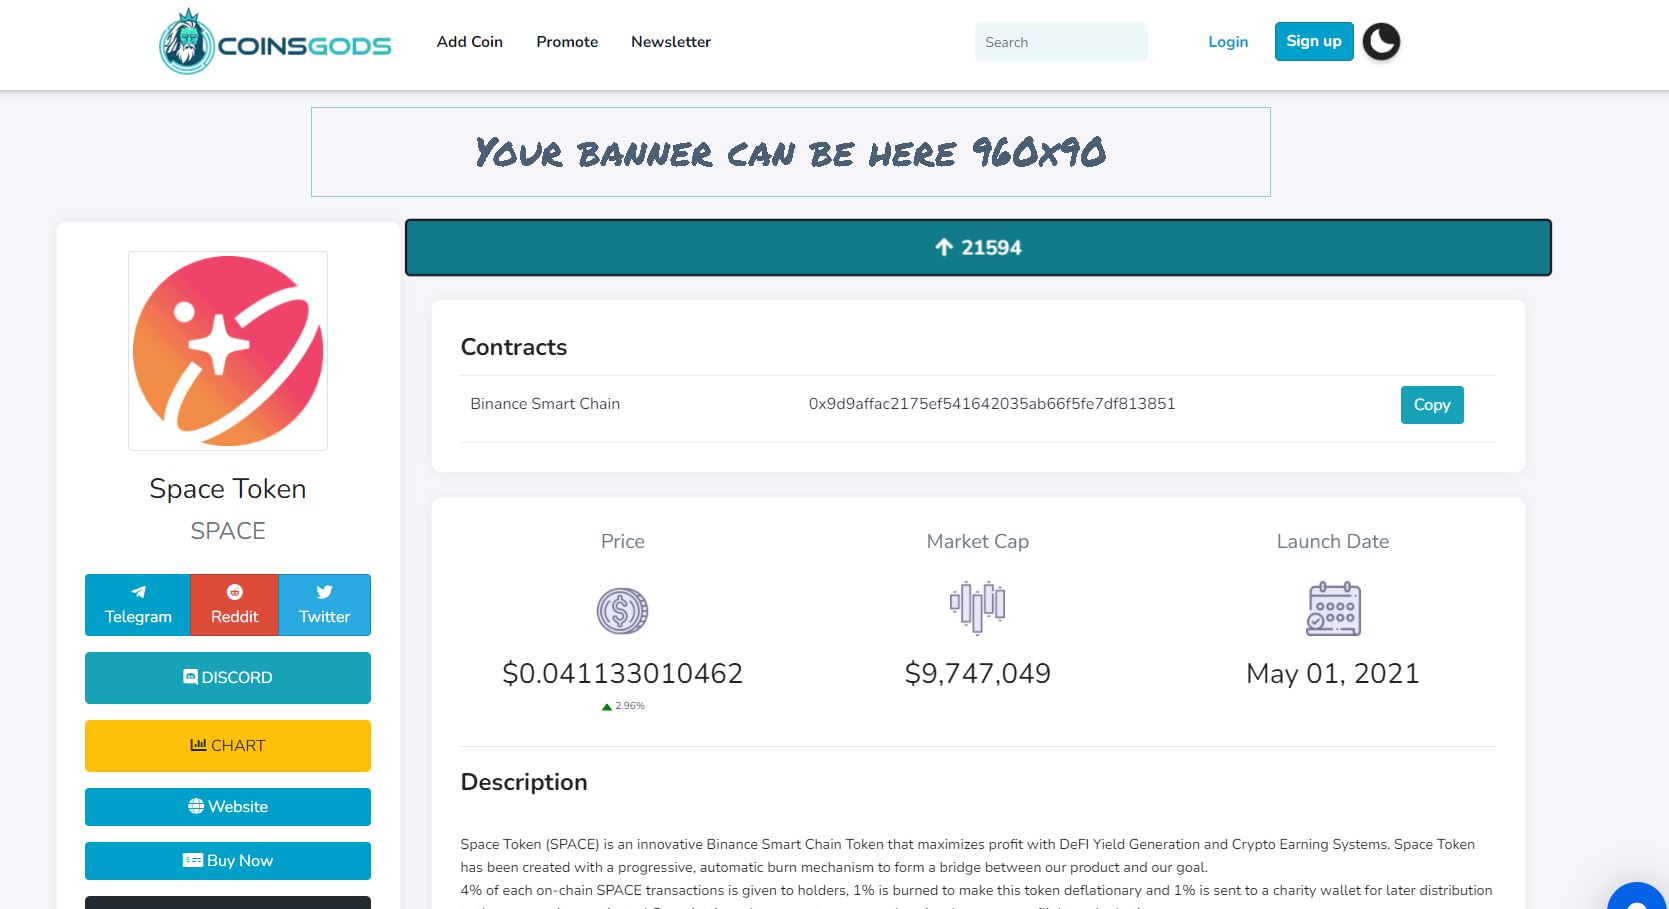 COINSGODS
Add Coin
Promote
Newsletter
Search
Login
Sign up
Your banner can be here 960x90
21594
Space Token
SPACE
Telegram
Reddit
Twitter
DISCORD
CHART
Website
Buy Now
Contracts
Binance Smart Chain
0x9d9affac2175ef541642035ab66f5fe7df813851
Copy
Price
$0.041133010462
2.96%
Market Cap
$9,747,049
Launch Date
May 01, 2021
Description
Space Token (SPACE) is an innovative Binance Smart Chain Token that maximizes profit with DeFI Yield Generation and Crypto Earning Systems. Space Token
has been created with a progressive, automatic burn mechanism to form a bridge between our product and our goal.
4% of each on-chain SPACE transactions is given to holders, 1% is burned to make this token deflationary and 1% is sent to a charity wallet for later distribution